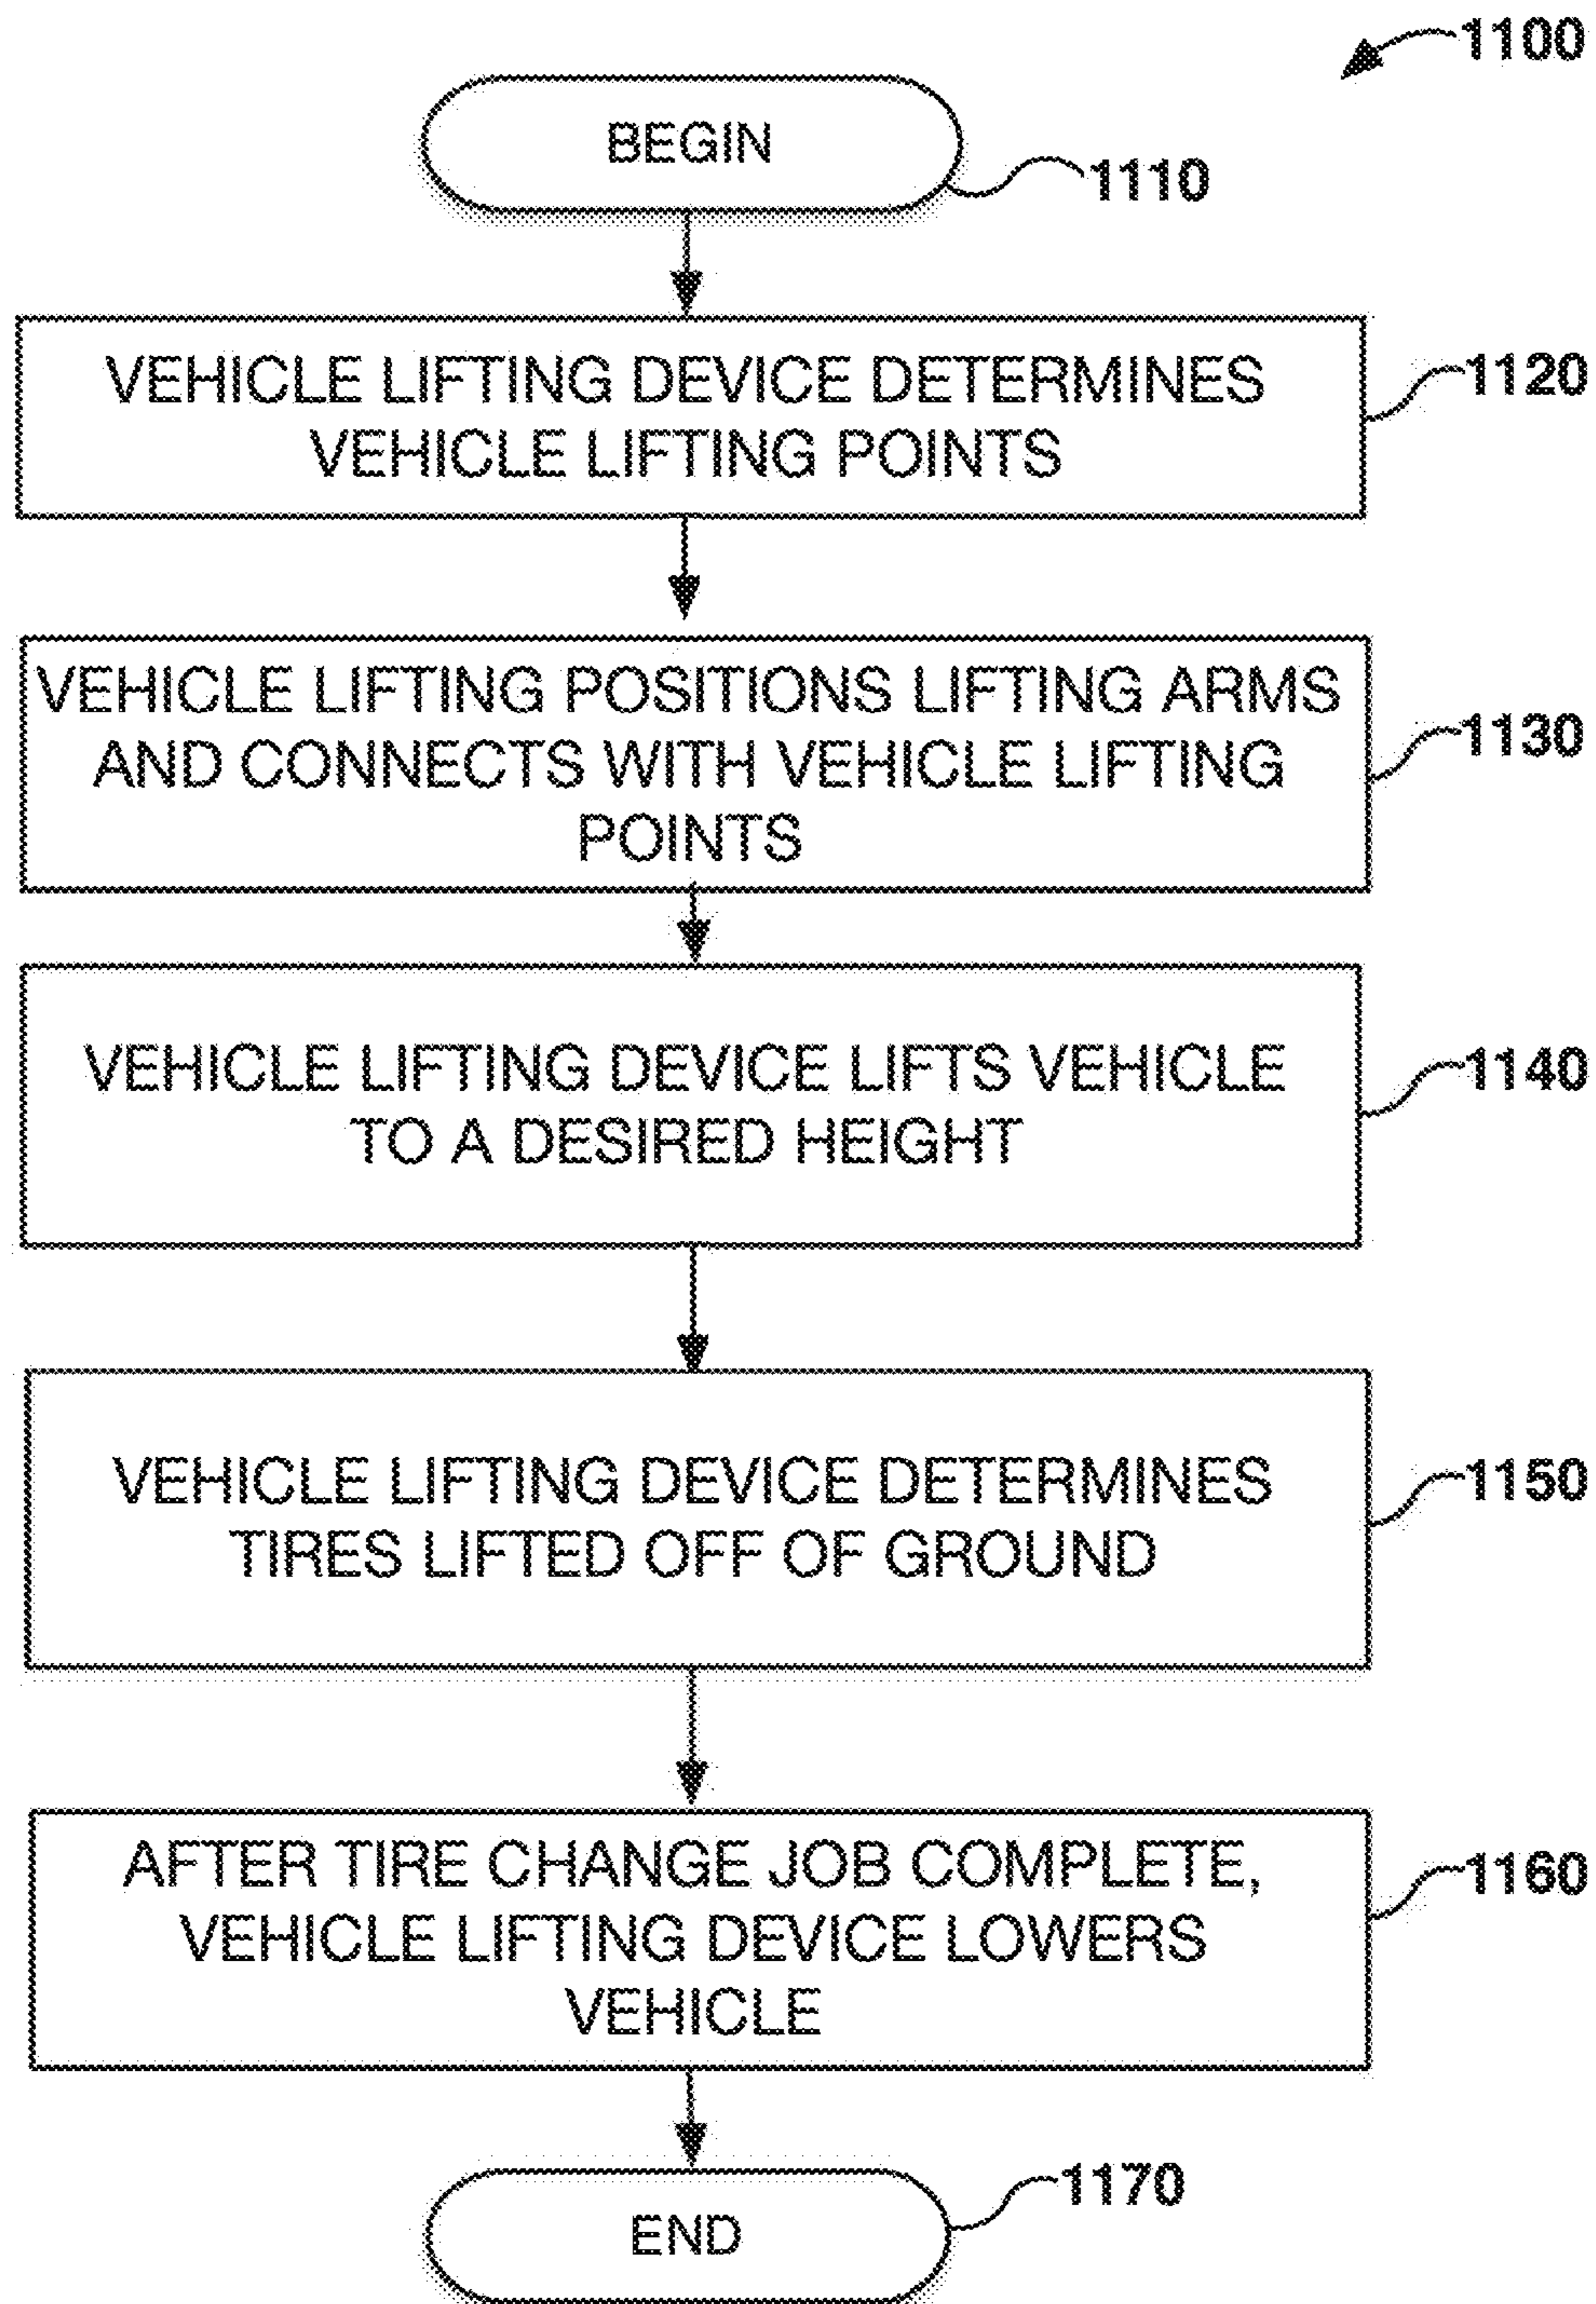 1100
BEGIN
1110
VEHICLE LIFTING DEVICE DETERMINES
VEHICLE LIFTING POINTS
1120
VEHICLE LIFTING POSITIONS LIFTING ARMS
AND CONNECTS WITH VEHICLE LIFTING
POINTS
1130
VEHICLE LIFTING DEVICE LIFTS VEHICLE
TO A DESIRED HEIGHT
1140
VEHICLE LIFTING DEVICE DETERMINES
TIRES LIFTED OFF OF GROUND
1150
AFTER TIRE CHANGE JOB COMPLETE,
VEHICLE LIFTING DEVICE LOWERS
VEHICLE
1160
END
1170